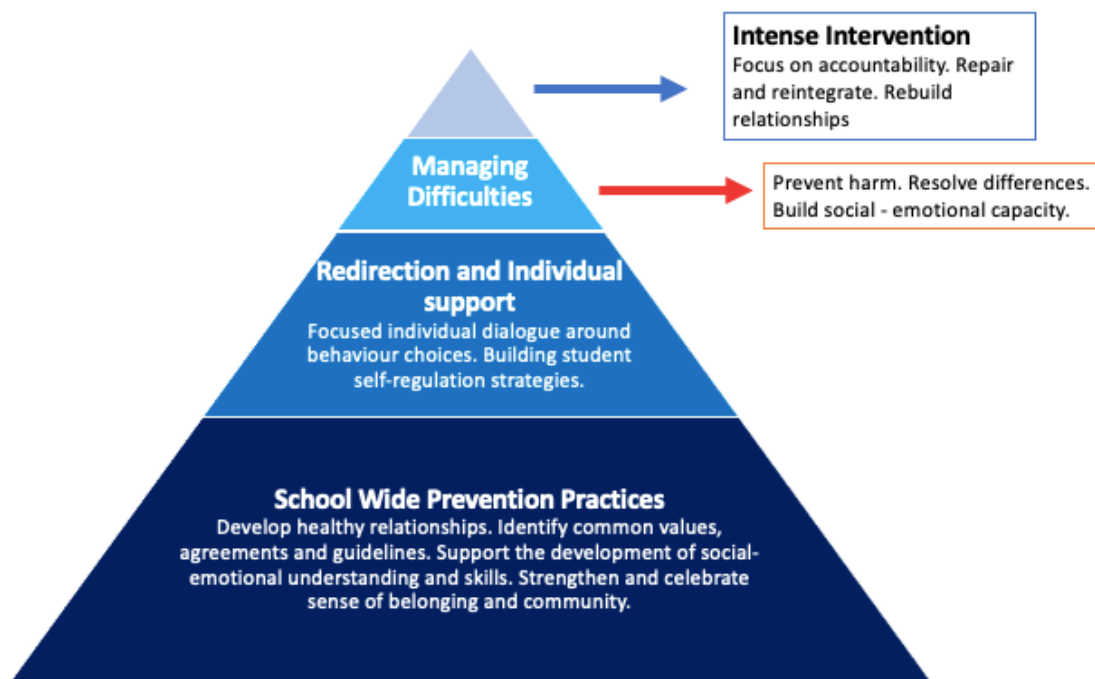 Intense Intervention
Focus on accountability. Repair
and reintegrate. Rebuild
relationships
Managing
Difficulties
Prevent harm. Resolve differences.
Build social - emotional capacity.
Redirection and Individual
support
Focused individual dialogue around
behaviour choices. Building student
self-regulation strategies.
School Wide Prevention Practices
Develop healthy relationships. Identify common values,
agreements and guidelines. Support the development of social-
emotional understanding and skills. Strengthen and celebrate
sense of belonging and community.